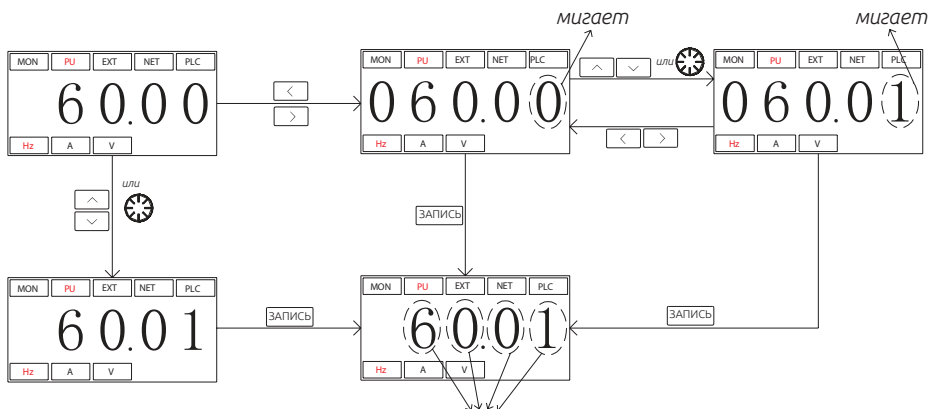 мигает мигает
MON PU EXT NET PLC
60.00
Hz A V
MON PU EXT NET PLC
060.00
Hz A V
или
MON PU EXT NET PLC
060.01
Hz A V
или
ЗАПИСЬ
MON PU EXT NET PLC
60.01
Hz A V
ЗАПИСЬ
MON PU EXT NET PLC
60.01
Hz A V
ЗАПИСЬ